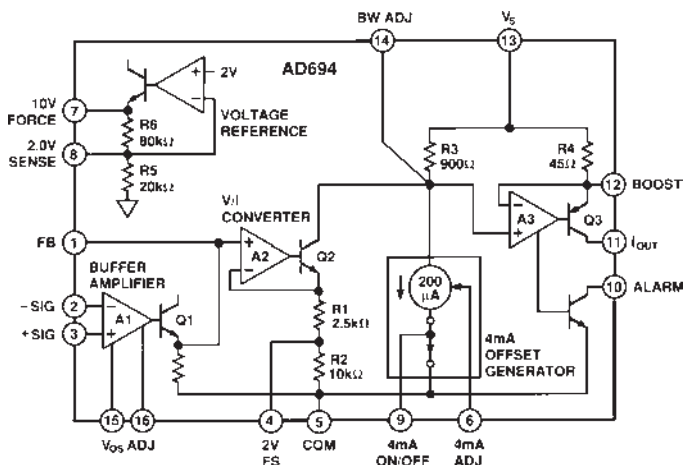 BW ADJ
VS
14
13
AD694
2V
10V
FORCE
7
+
−
VOLTAGE
REFERENCE
R6
80kΩ
2.0V
SENSE
8
R5
20kΩ
R3
900Ω
R4
45Ω
12
BOOST
V/I
CONVERTER
FB
1
+
−
A2
Q2
−
+
A3
Q3
11
IOUT
BUFFER
AMPLIFIER
−SIG
2
−
+SIG
3
+
A1
Q1
R1
2.5kΩ
R2
10kΩ
200
μA
10
ALARM
4mA
OFFSET
GENERATOR
15
16
4
5
9
6
VOS ADJ
2V
FS
COM
4mA
ON/OFF
4mA
ADJ